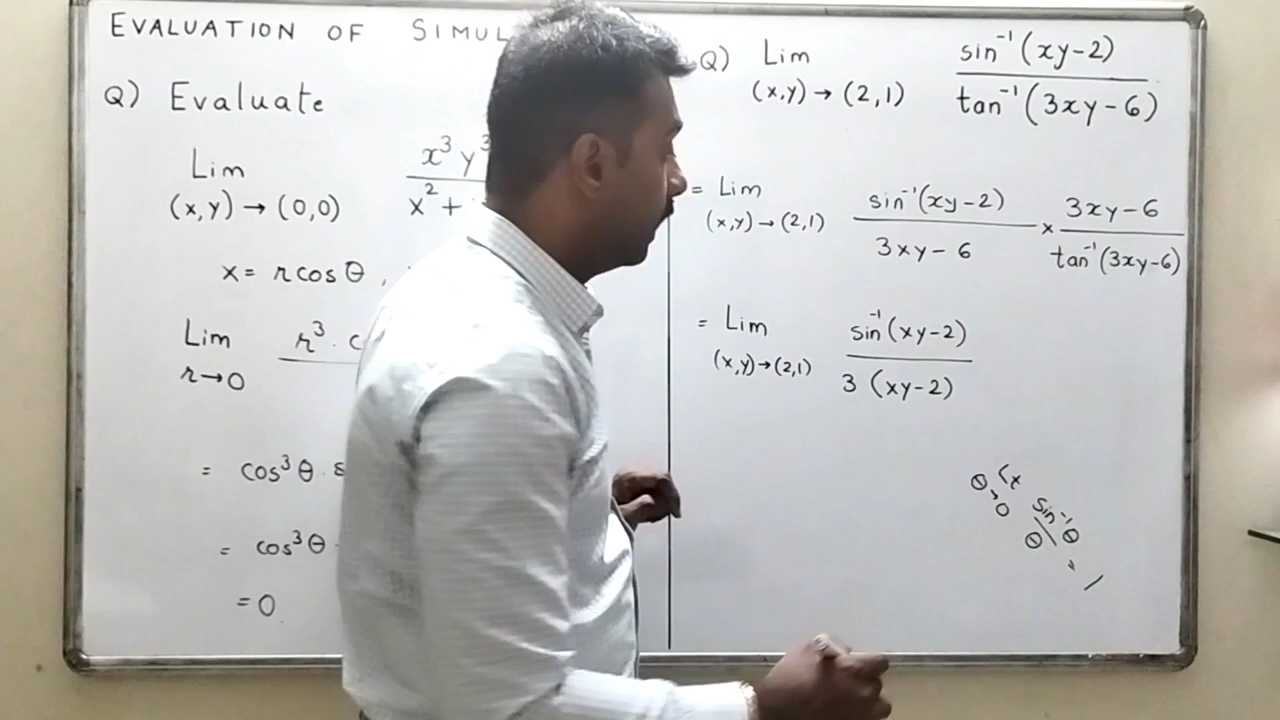 EVALUATION OF SIMUL
Q) Evaluate
Lim
(x,y) → (0,0)
x³y³
x² +
x = r cos θ ,
Lim
r→0
r³ · c
= cos³θ · s
= cos³θ ·
= 0
Q) Lim
(x,y) → (2,1)
sin⁻¹(xy-2)
tan⁻¹(3xy-6)
= Lim
(x,y) → (2,1)
sin⁻¹(xy-2)
3xy-6
× 3xy-6
tan⁻¹(3xy-6)
= Lim
(x,y)→(2,1)
sin⁻¹(xy-2)
3 (xy-2)
Lt
θ→0
sin⁻¹θ
θ
= 1